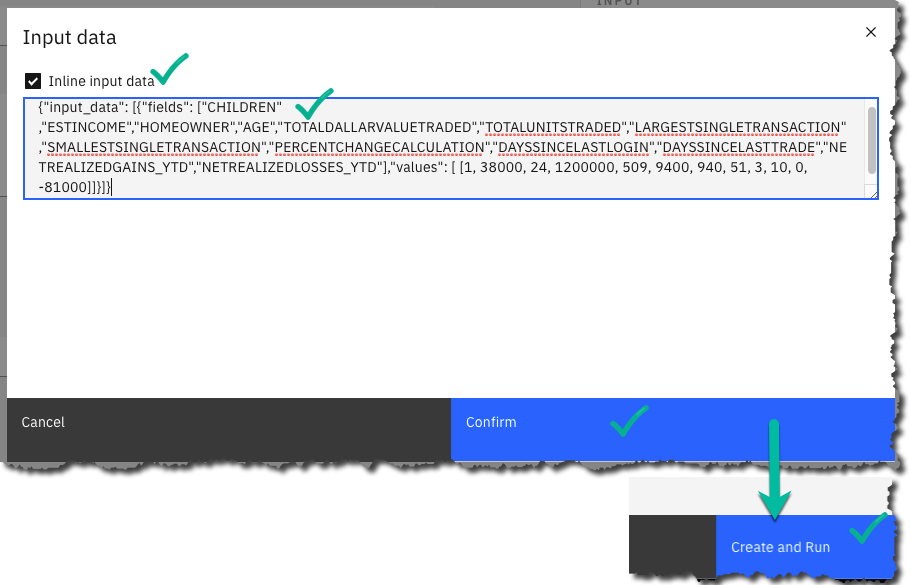 INPUT
Input data
Inline input data
{"input_data": [{"fields": ["CHILDREN"
,"ESTINCOME","HOMEOWNER","AGE","TOTALDALLARVALUETRADED","TOTALUNITSTRADED","LARGESTSINGLETRANSACTION"
,"SMALLESTSINGLETRANSACTION","PERCENTCHANGECALCULATION","DAYSSINCELASTLOGIN","DAYSSINCELASTTRADE","NE
TREALIZEDGAINS_YTD","NETREALIZEDLOSSES_YTD"],"values": [ [1, 38000, 24, 1200000, 509, 9400, 940, 51, 3, 10, 0,
-81000]]}]}
Cancel
Confirm
Create and Run